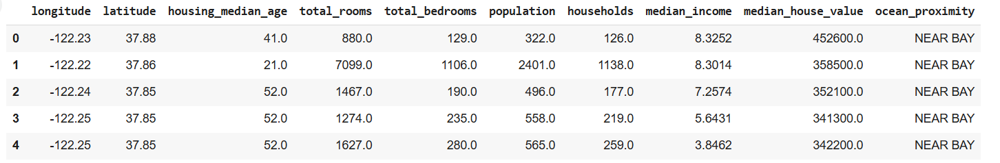 longitude latitude housing_median_age total_rooms total_bedrooms population households median_income median_house_value ocean_proximity
0 -122.23 37.88 41.0 880.0 129.0 322.0 126.0 8.3252 452600.0 NEAR BAY
1 -122.22 37.86 21.0 7099.0 1106.0 2401.0 1138.0 8.3014 358500.0 NEAR BAY
2 -122.24 37.85 52.0 1467.0 190.0 496.0 177.0 7.2574 352100.0 NEAR BAY
3 -122.25 37.85 52.0 1274.0 235.0 558.0 219.0 5.6431 341300.0 NEAR BAY
4 -122.25 37.85 52.0 1627.0 280.0 565.0 259.0 3.8462 342200.0 NEAR BAY